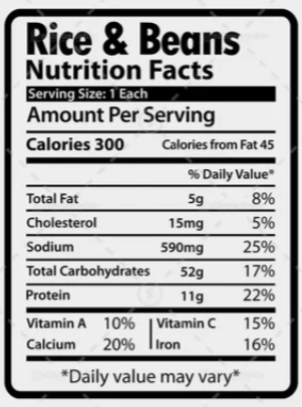 Rice & Beans
Nutrition Facts
Serving Size: 1 Each
Amount Per Serving
Calories 300 Calories from Fat 45
% Daily Value*
Total Fat 5g 8%
Cholesterol 15mg 5%
Sodium 590mg 25%
Total Carbohydrates 52g 17%
Protein 11g 22%
Vitamin A 10% Vitamin C 15%
Calcium 20% Iron 16%
*Daily value may vary*